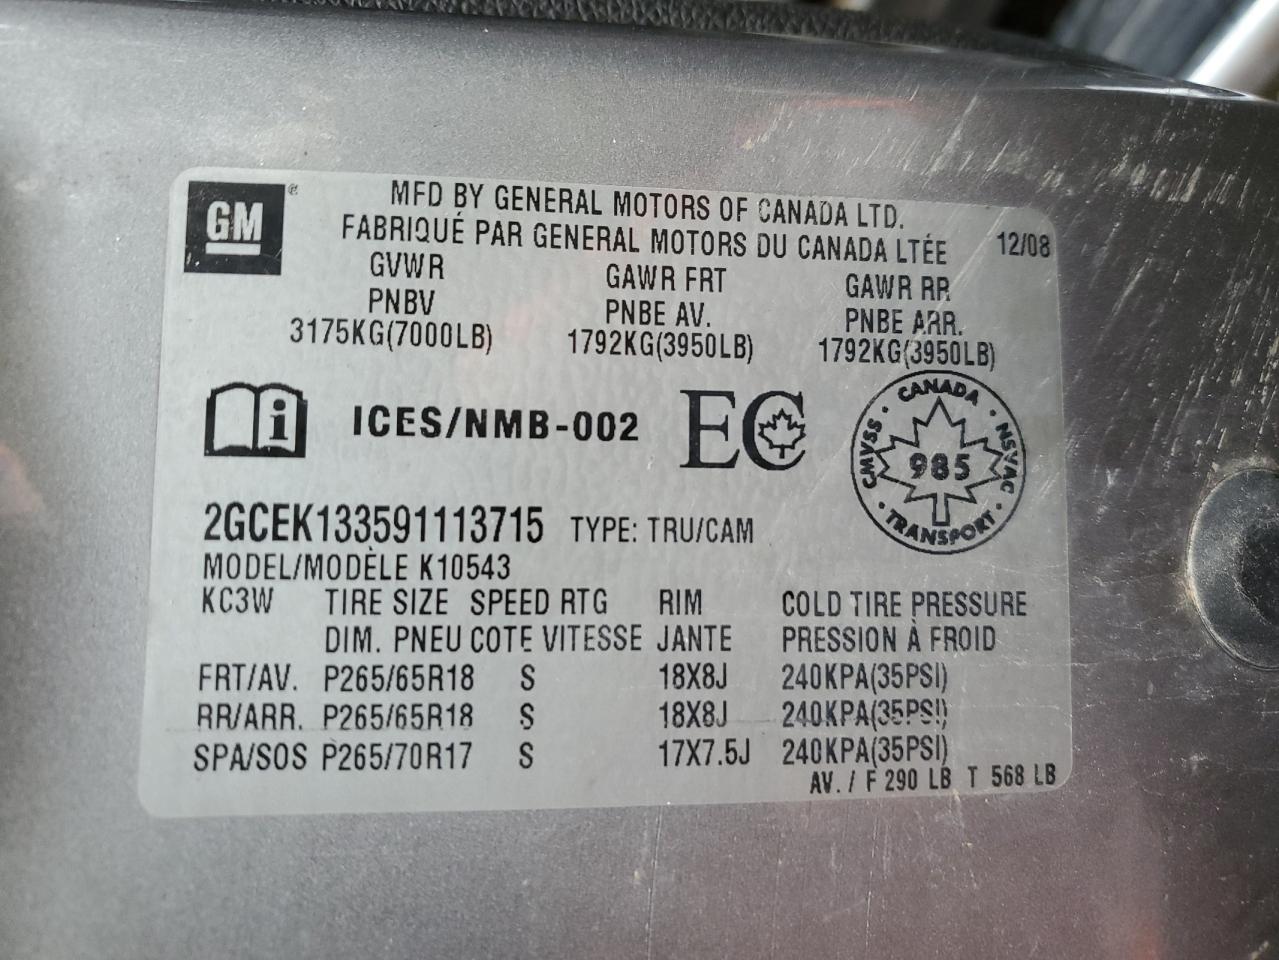 GM ®
MFD BY GENERAL MOTORS OF CANADA LTD.
FABRIQUÉ PAR GENERAL MOTORS DU CANADA LTÉE 12/08
GVWR GAWR FRT GAWR RR
PNBV PNBE AV. PNBE ARR.
3175KG(7000LB) 1792KG(3950LB) 1792KG(3950LB)
i ICES/NMB-002 EC
CANADA
CMVSS · 985 · NSVAC
· TRANSPORT ·
2GCEK133591113715 TYPE: TRU/CAM
MODEL/MODÈLE K10543
KC3W TIRE SIZE SPEED RTG RIM COLD TIRE PRESSURE
DIM. PNEU COTE VITESSE JANTE PRESSION À FROID
FRT/AV. P265/65R18 S 18X8J 240KPA(35PSI)
RR/ARR. P265/65R18 S 18X8J 240KPA(35PSI)
SPA/SOS P265/70R17 S 17X7.5J 240KPA(35PSI)
AV. / F 290 LB T 568 LB